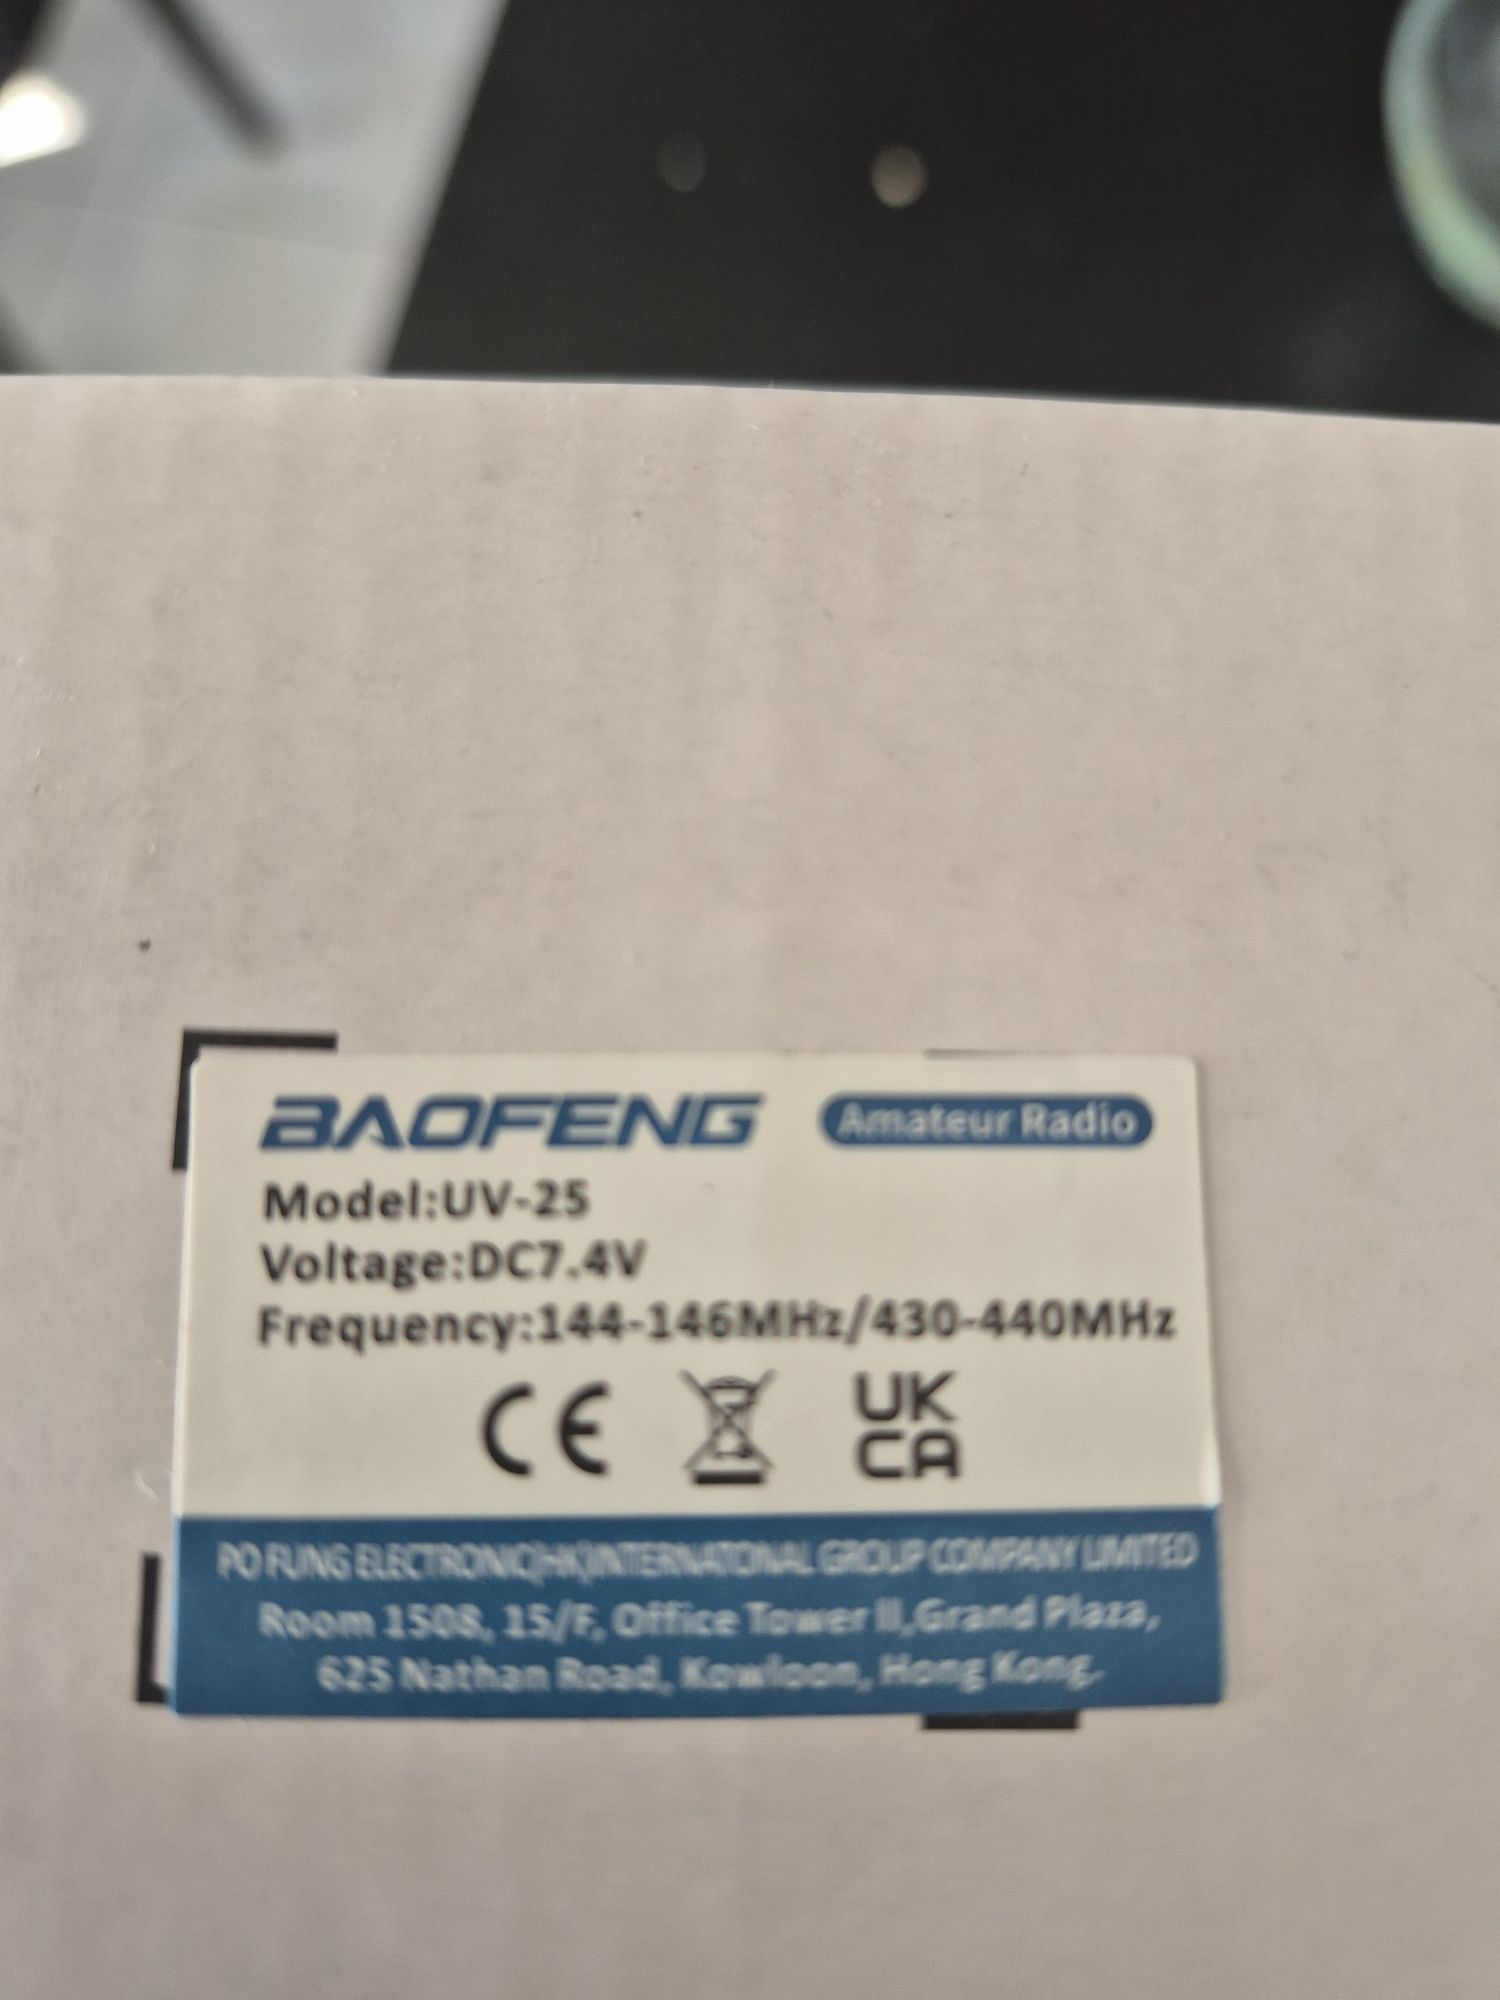 BAOFENG Amateur Radio
Model:UV-25
Voltage:DC7.4V
Frequency:144-146MHz/430-440MHz
CE UK
CA
PO FUNG ELECTRONIC(HK)INTERNATONAL GROUP COMPANY LIMITED
Room 1508, 15/F, Office Tower II,Grand Plaza,
625 Nathan Road, Kowloon, Hong Kong.